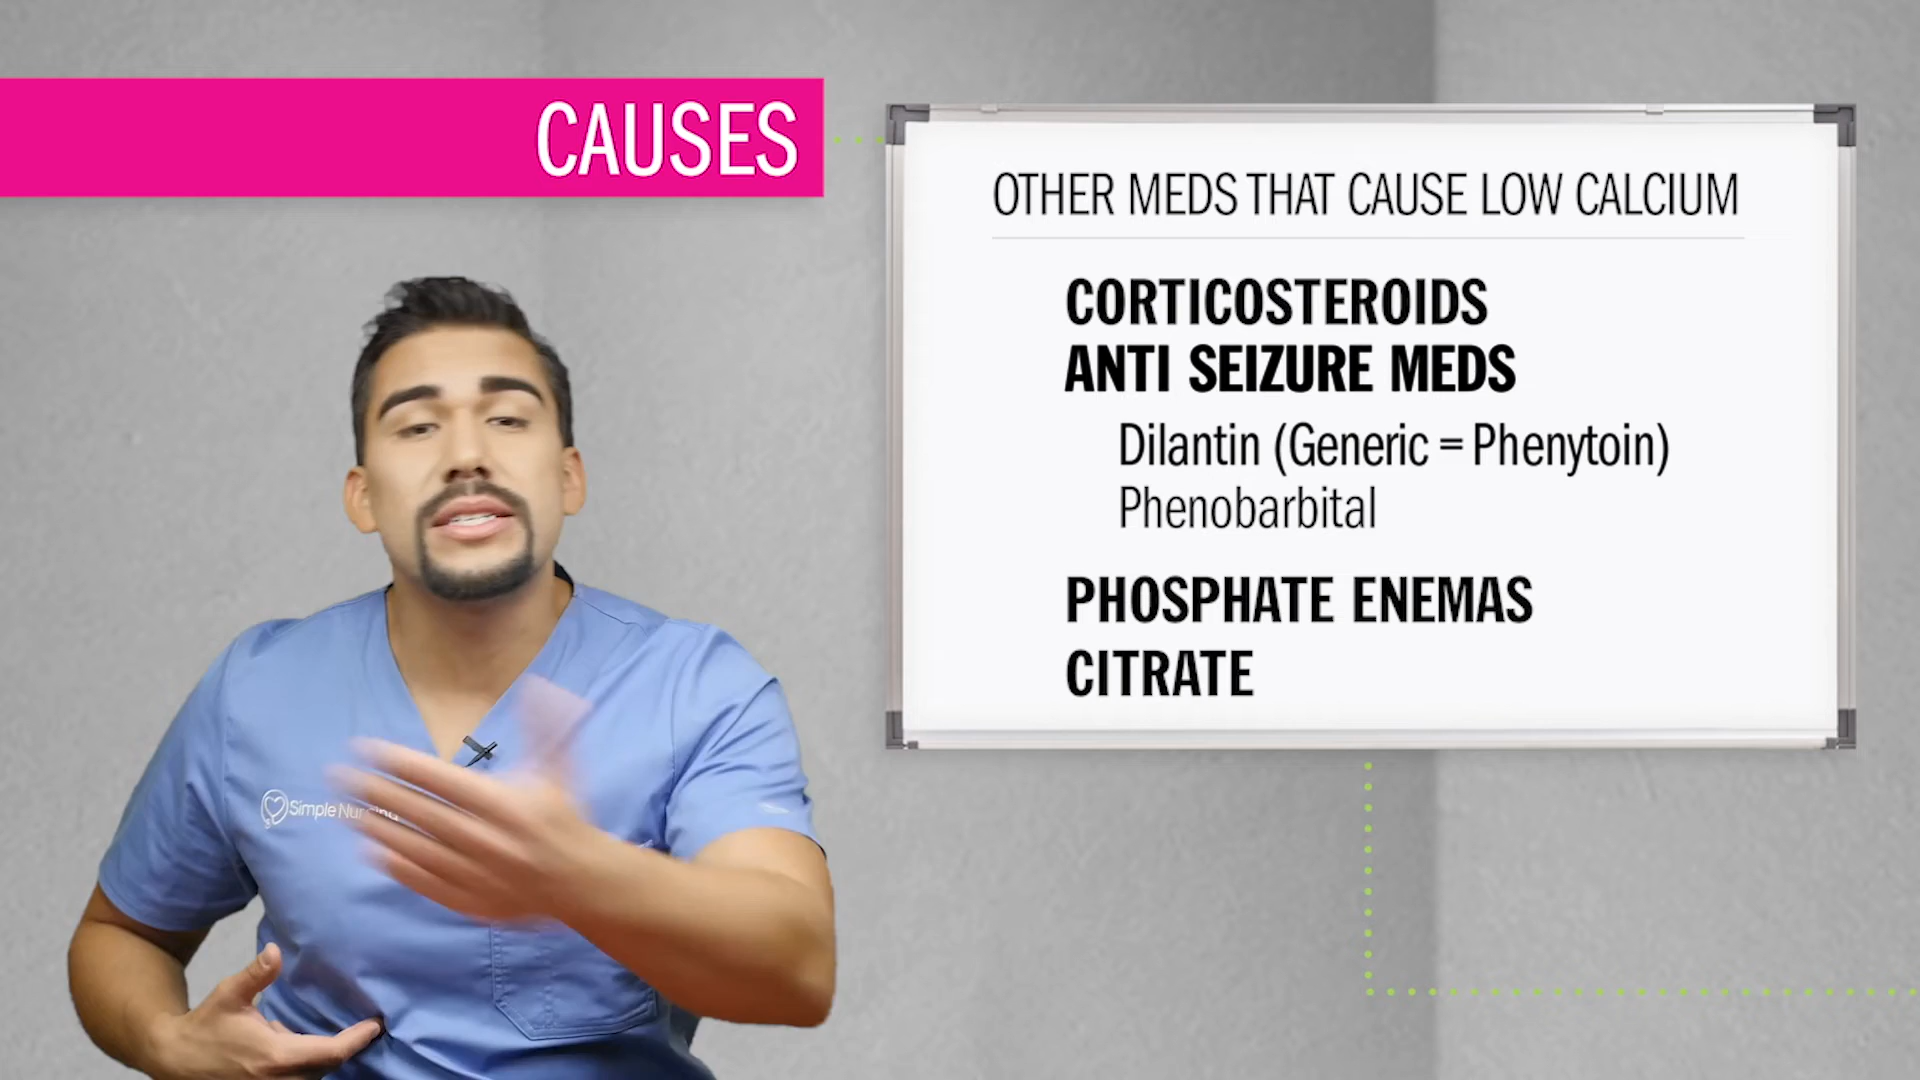 CAUSES
OTHER MEDS THAT CAUSE LOW CALCIUM
CORTICOSTEROIDS
ANTI SEIZURE MEDS
Dilantin (Generic = Phenytoin)
Phenobarbital
PHOSPHATE ENEMAS
CITRATE
Simple